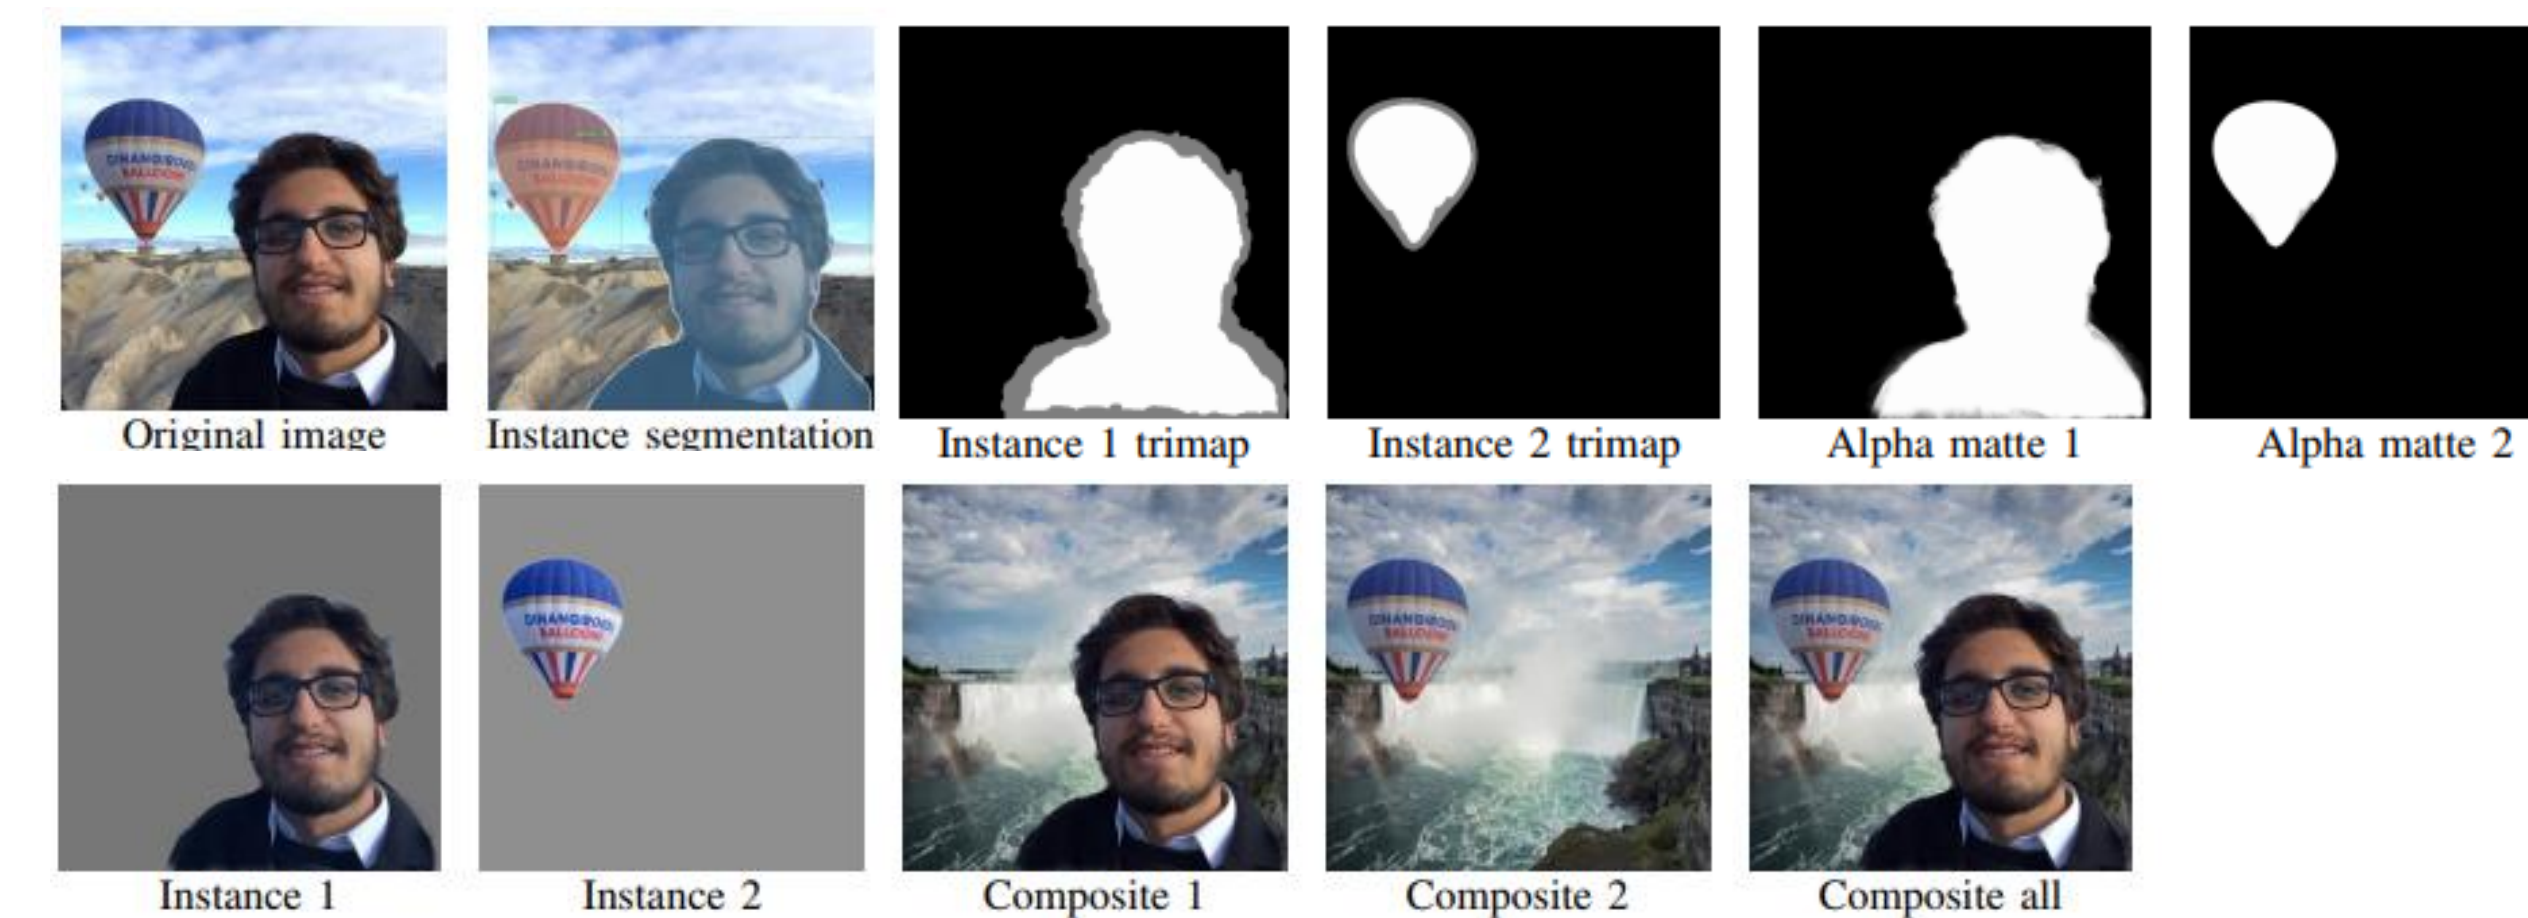 Original image
Instance segmentation
Instance 1 trimap
Instance 2 trimap
Alpha matte 1
Alpha matte 2
Instance 1
Instance 2
Composite 1
Composite 2
Composite all